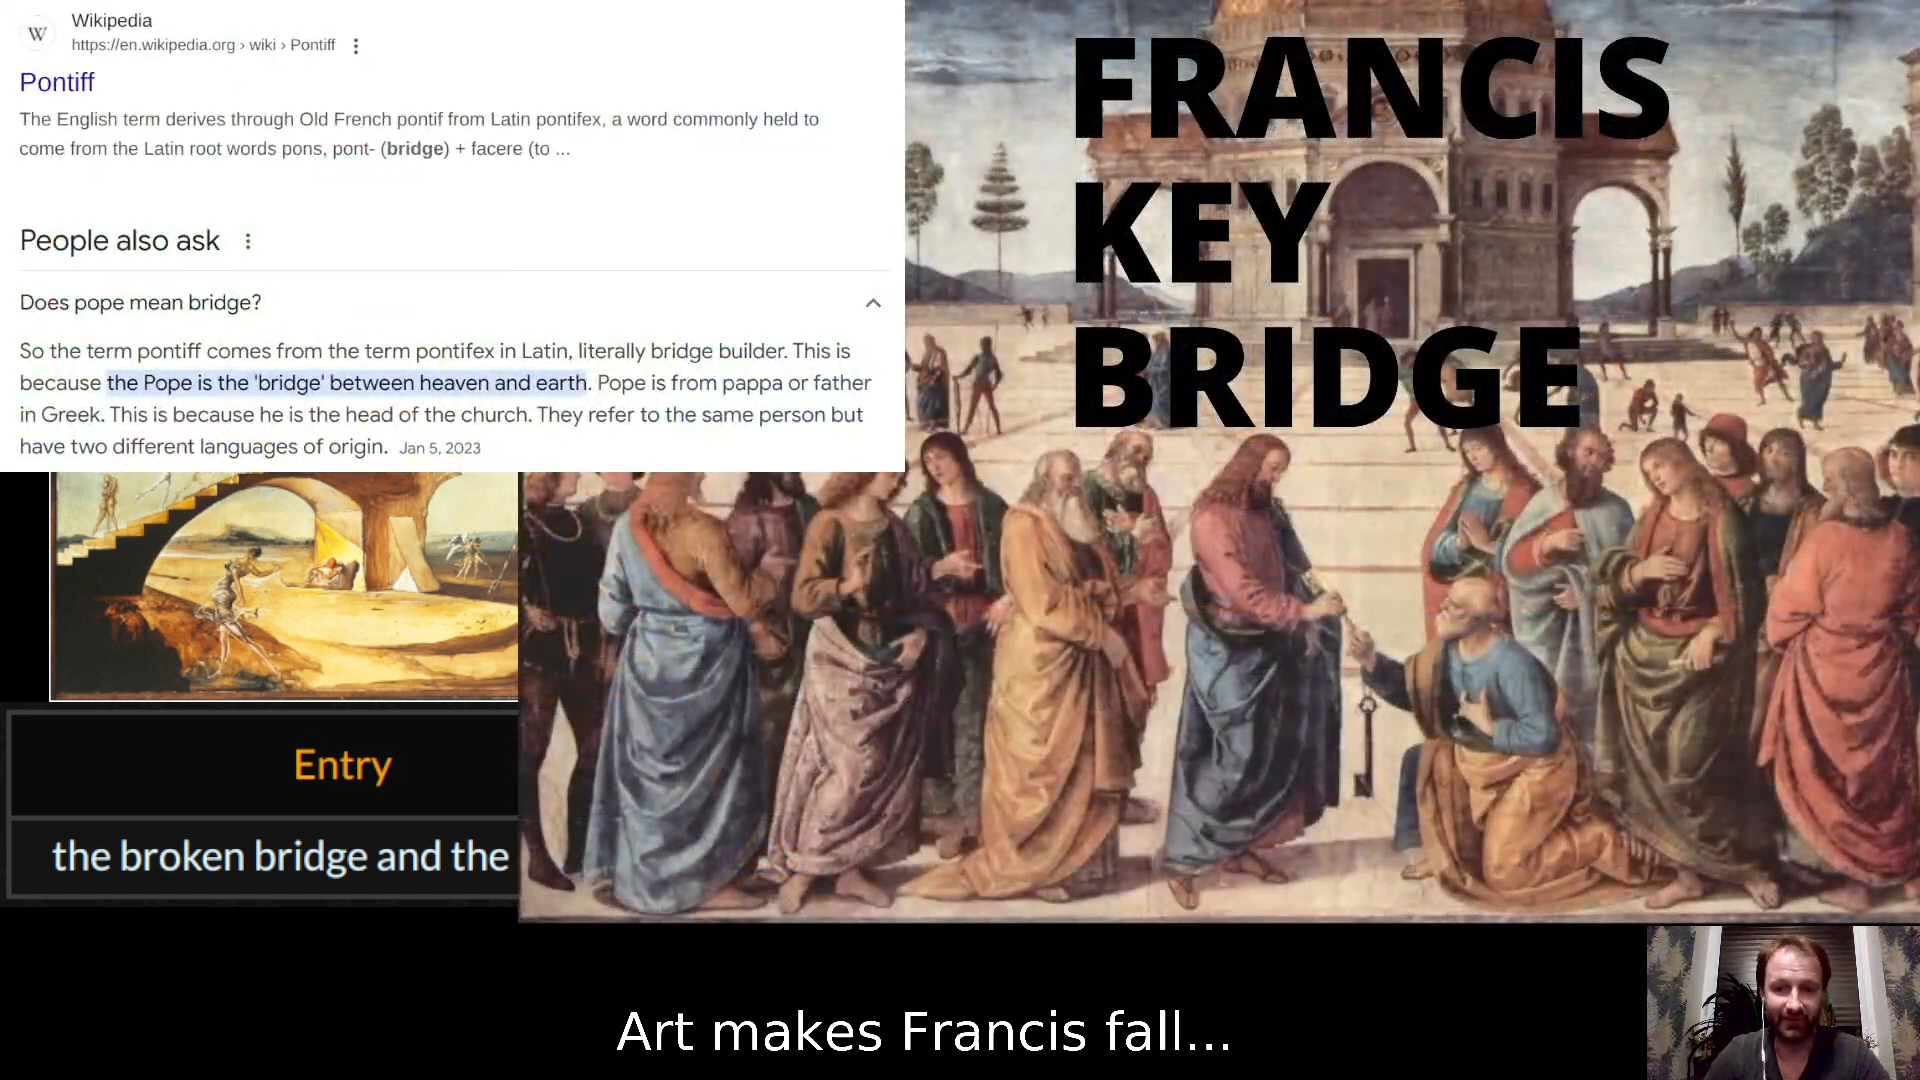 Wikipedia
https://en.wikipedia.org › wiki › Pontiff
Pontiff
The English term derives through Old French pontif from Latin pontifex, a word commonly held to
come from the Latin root words pons, pont- (bridge) + facere (to ...
People also ask
Does pope mean bridge?
So the term pontiff comes from the term pontifex in Latin, literally bridge builder. This is
because the Pope is the 'bridge' between heaven and earth. Pope is from pappa or father
in Greek. This is because he is the head of the church. They refer to the same person but
have two different languages of origin. Jan 5, 2023
FRANCIS
KEY
BRIDGE
Entry
the broken bridge and the
Art makes Francis fall...